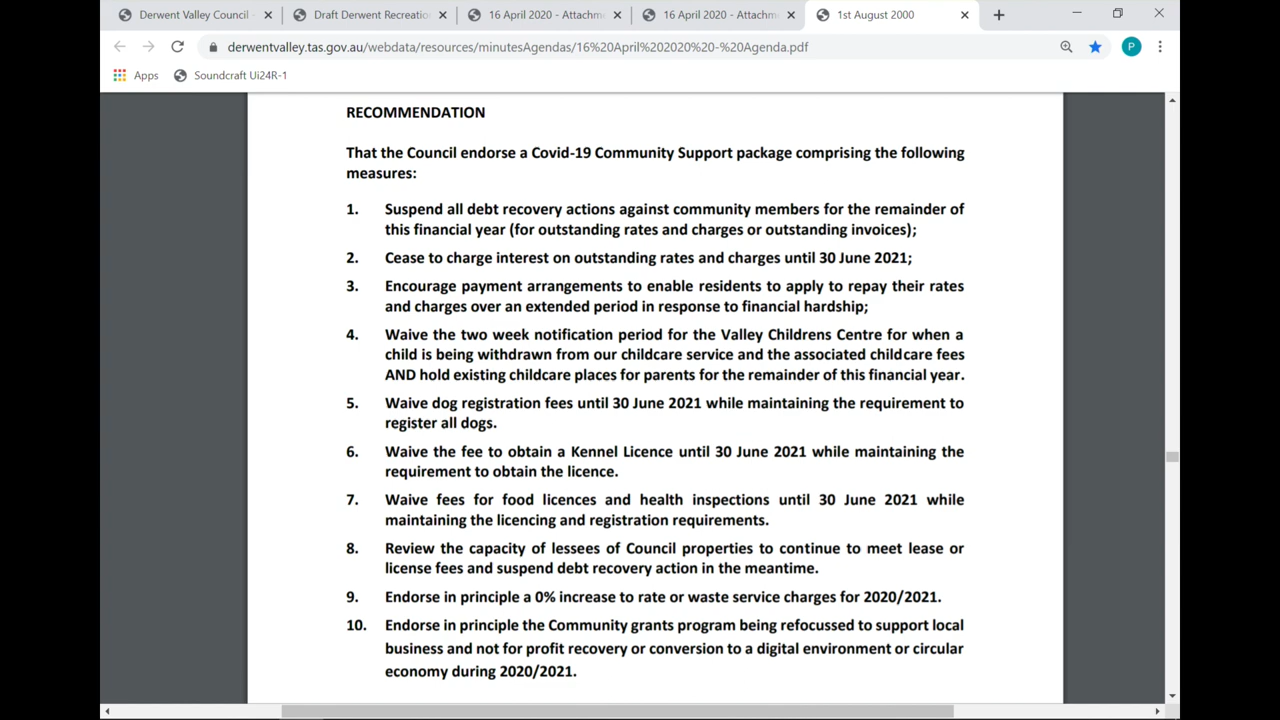 Derwent Valley Council -
Draft Derwent Recreation
16 April 2020 - Attachm
16 April 2020 - Attachm
1st August 2000
derwentvalley.tas.gov.au/webdata/resources/minutesAgendas/16%20April%202020%20-%20Agenda.pdf
P
Apps
Soundcraft Ui24R-1
RECOMMENDATION
That the Council endorse a Covid-19 Community Support package comprising the following
measures:
1. Suspend all debt recovery actions against community members for the remainder of
this financial year (for outstanding rates and charges or outstanding invoices);
2. Cease to charge interest on outstanding rates and charges until 30 June 2021;
3. Encourage payment arrangements to enable residents to apply to repay their rates
and charges over an extended period in response to financial hardship;
4. Waive the two week notification period for the Valley Childrens Centre for when a
child is being withdrawn from our childcare service and the associated childcare fees
AND hold existing childcare places for parents for the remainder of this financial year.
5. Waive dog registration fees until 30 June 2021 while maintaining the requirement to
register all dogs.
6. Waive the fee to obtain a Kennel Licence until 30 June 2021 while maintaining the
requirement to obtain the licence.
7. Waive fees for food licences and health inspections until 30 June 2021 while
maintaining the licencing and registration requirements.
8. Review the capacity of lessees of Council properties to continue to meet lease or
license fees and suspend debt recovery action in the meantime.
9. Endorse in principle a 0% increase to rate or waste service charges for 2020/2021.
10. Endorse in principle the Community grants program being refocussed to support local
business and not for profit recovery or conversion to a digital environment or circular
economy during 2020/2021.